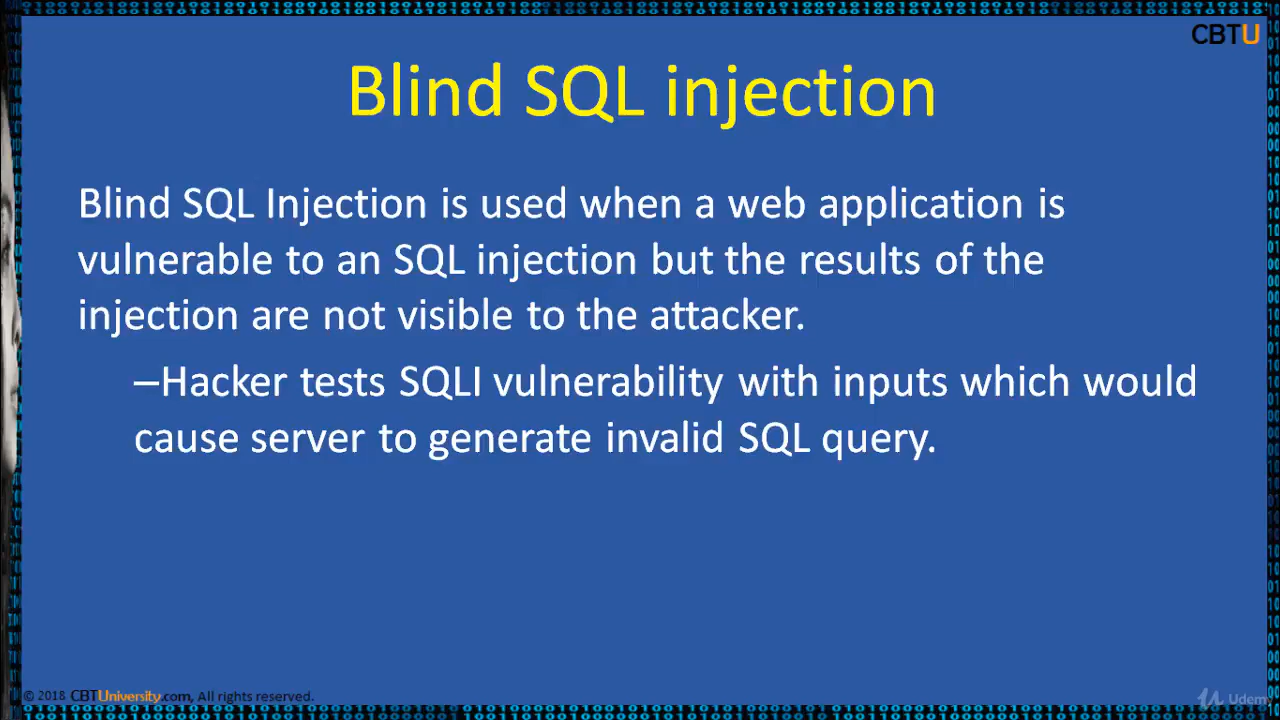 CBTU
Blind SQL injection
Blind SQL Injection is used when a web application is
vulnerable to an SQL injection but the results of the
injection are not visible to the attacker.
–Hacker tests SQLI vulnerability with inputs which would
cause server to generate invalid SQL query.
© 2018 CBTUniversity.com, All rights reserved.
Udemy